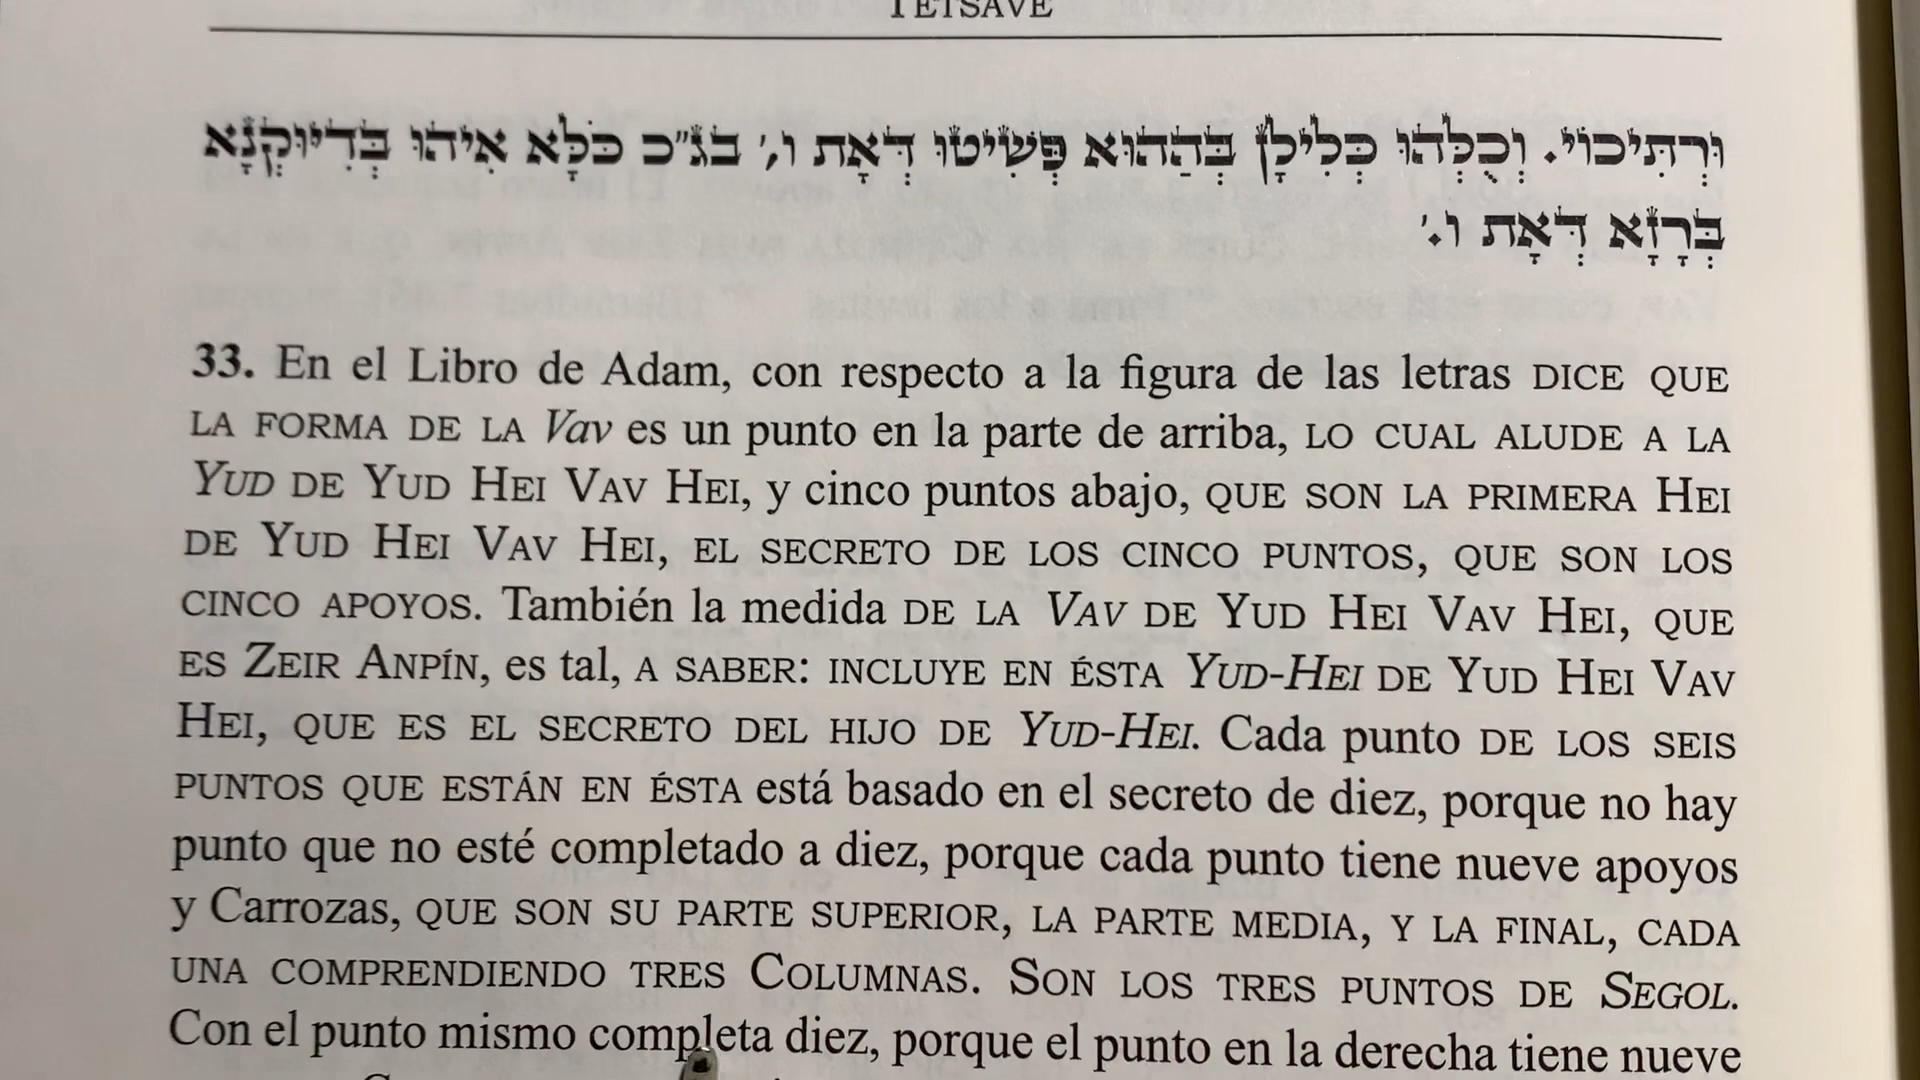 TETSAVÉ
וּרְתִּיכוֹי. וְכֻלְּהוּ כְּלִילָן בְּהַהוּא פְּשִׁיטוּ דְּאָת ו', בג"כ כֹּלָּא אִיהוּ בְּדִיוּקְנָא
בְּרָזָא דְּאָת ו'.
33. En el Libro de Adam, con respecto a la figura de las letras DICE QUE
LA FORMA DE LA Vav es un punto en la parte de arriba, LO CUAL ALUDE A LA
YUD DE YUD HEI VAV HEI, y cinco puntos abajo, QUE SON LA PRIMERA HEI
DE YUD HEI VAV HEI, EL SECRETO DE LOS CINCO PUNTOS, QUE SON LOS
CINCO APOYOS. También la medida DE LA VAV DE YUD HEI VAV HEI, QUE
ES ZEIR ANPÍN, es tal, A SABER: INCLUYE EN ÉSTA YUD-HEI DE YUD HEI VAV
HEI, QUE ES EL SECRETO DEL HIJO DE YUD-HEI. Cada punto DE LOS SEIS
PUNTOS QUE ESTÁN EN ÉSTA está basado en el secreto de diez, porque no hay
punto que no esté completado a diez, porque cada punto tiene nueve apoyos
y Carrozas, QUE SON SU PARTE SUPERIOR, LA PARTE MEDIA, Y LA FINAL, CADA
UNA COMPRENDIENDO TRES COLUMNAS. SON LOS TRES PUNTOS DE SEGOL.
Con el punto mismo completa diez, porque el punto en la derecha tiene nueve